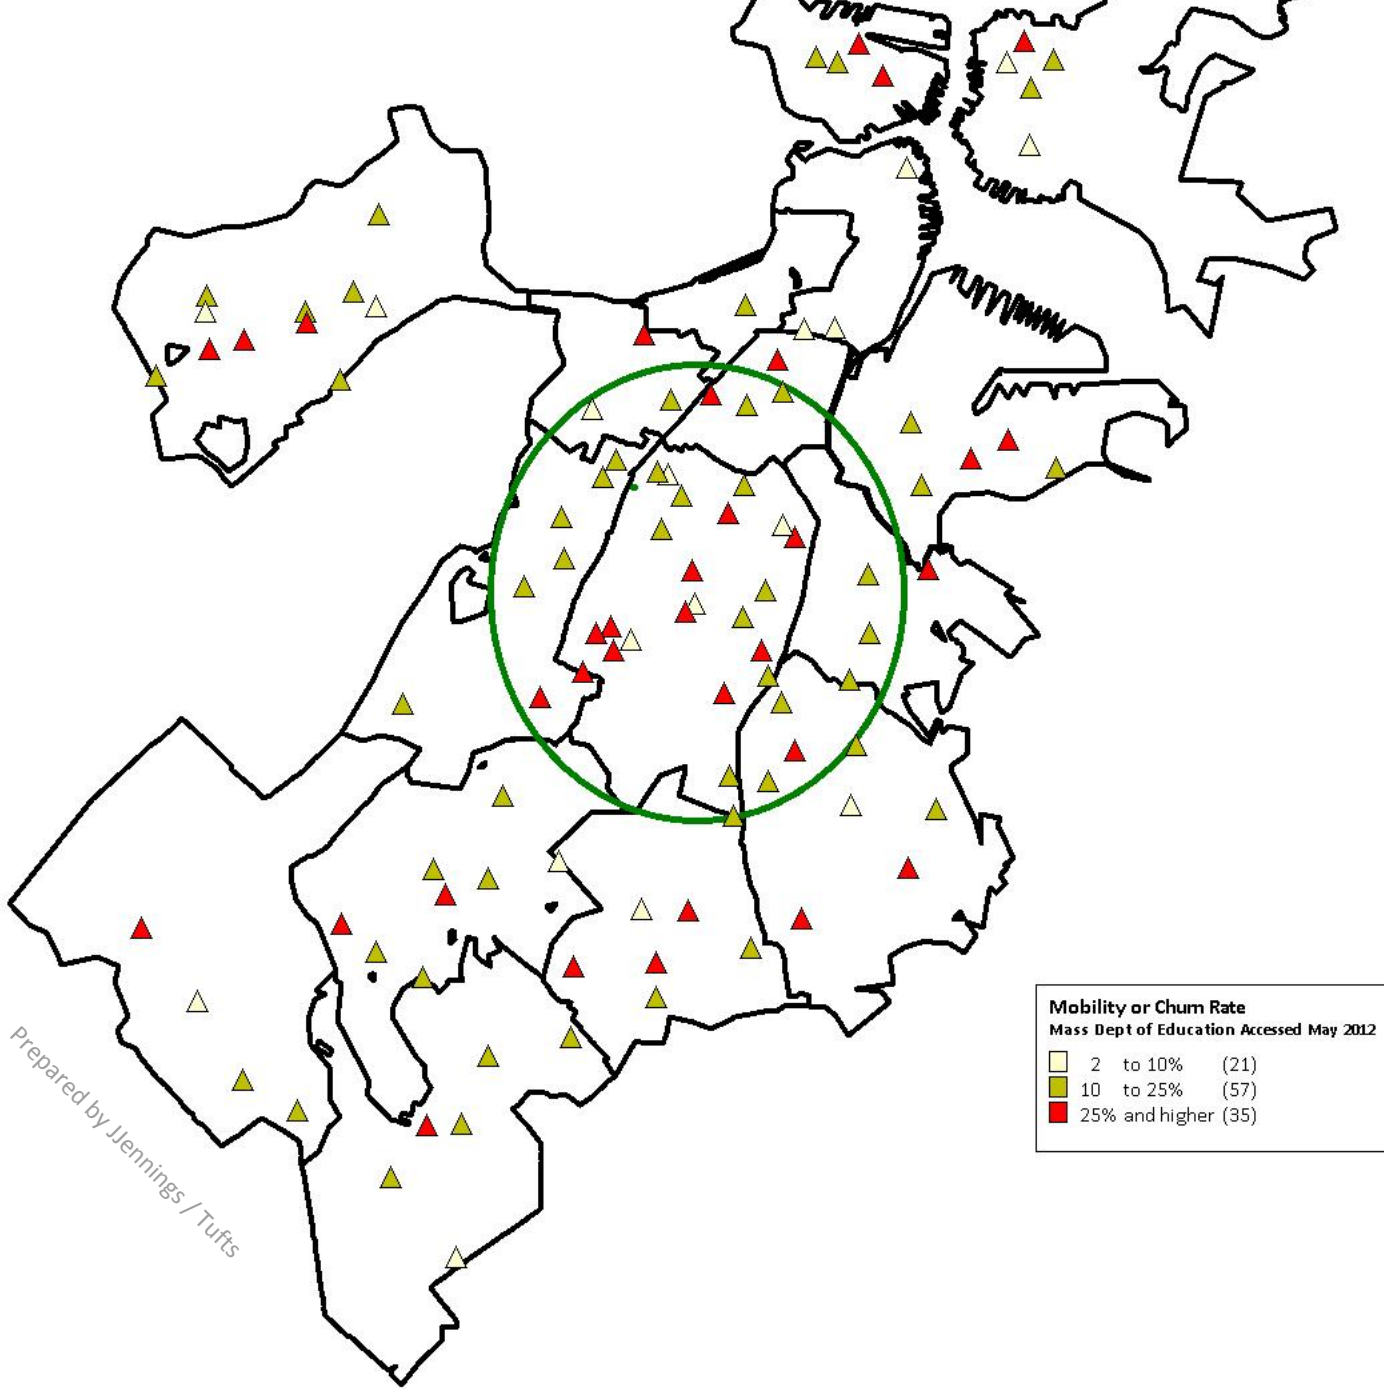 Mobility or Churn Rate
Mass Dept of Education Accessed May 2012
2 to 10% (21)
10 to 25% (57)
25% and higher (35)
Prepared by JJennings / Tufts